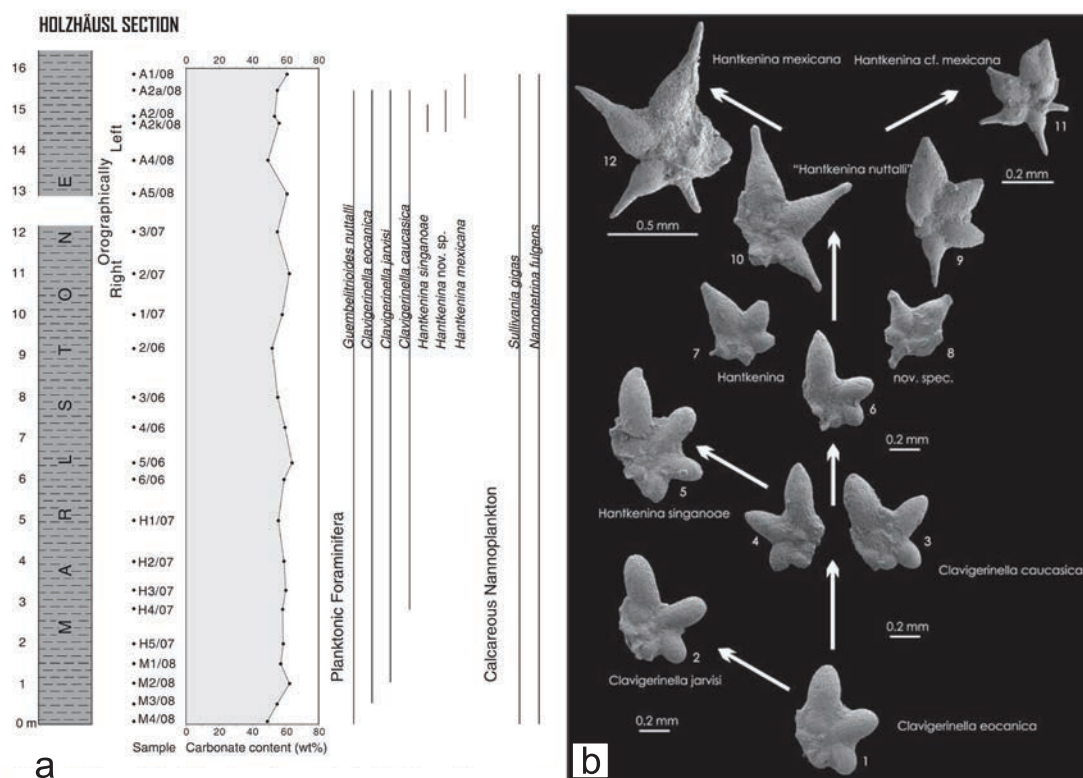 HOLZHÄUSL SECTION
0 20 40 60 80
16
15
14
13
12
11
10
9
8
7
6
5
4
3
2
1
0 m
M A R L S T O N E
Orographically
Left
Right
A1/08
A2a/08
A2/08
A2k/08
A4/08
A5/08
3/07
2/07
1/07
2/06
3/06
4/06
5/06
6/06
H1/07
H2/07
H3/07
H4/07
H5/07
M1/08
M2/08
M3/08
M4/08
0 20 40 60 80
Sample Carbonate content (wt%)
Planktonic Foraminifera
Guembelitrioides nuttalli
Clavigerinella eocanica
Clavigerinella jarvisi
Clavigerinella caucasica
Hantkenina singanoae
Hantkenina nov. sp.
Hantkenina mexicana
Calcareous Nannoplankton
Sullivania gigas
Nannotetrina fulgens
a
Hantkenina mexicana
Hantkenina cf. mexicana
12
11
"Hantkenina nuttalli"
0.2 mm
0.5 mm
10
9
7
8
Hantkenina
nov. spec.
6
0.2 mm
5
Hantkenina singanoae
4
3
Clavigerinella caucasica
0.2 mm
2
Clavigerinella jarvisi
0.2 mm
Clavigerinella eocanica
1
b